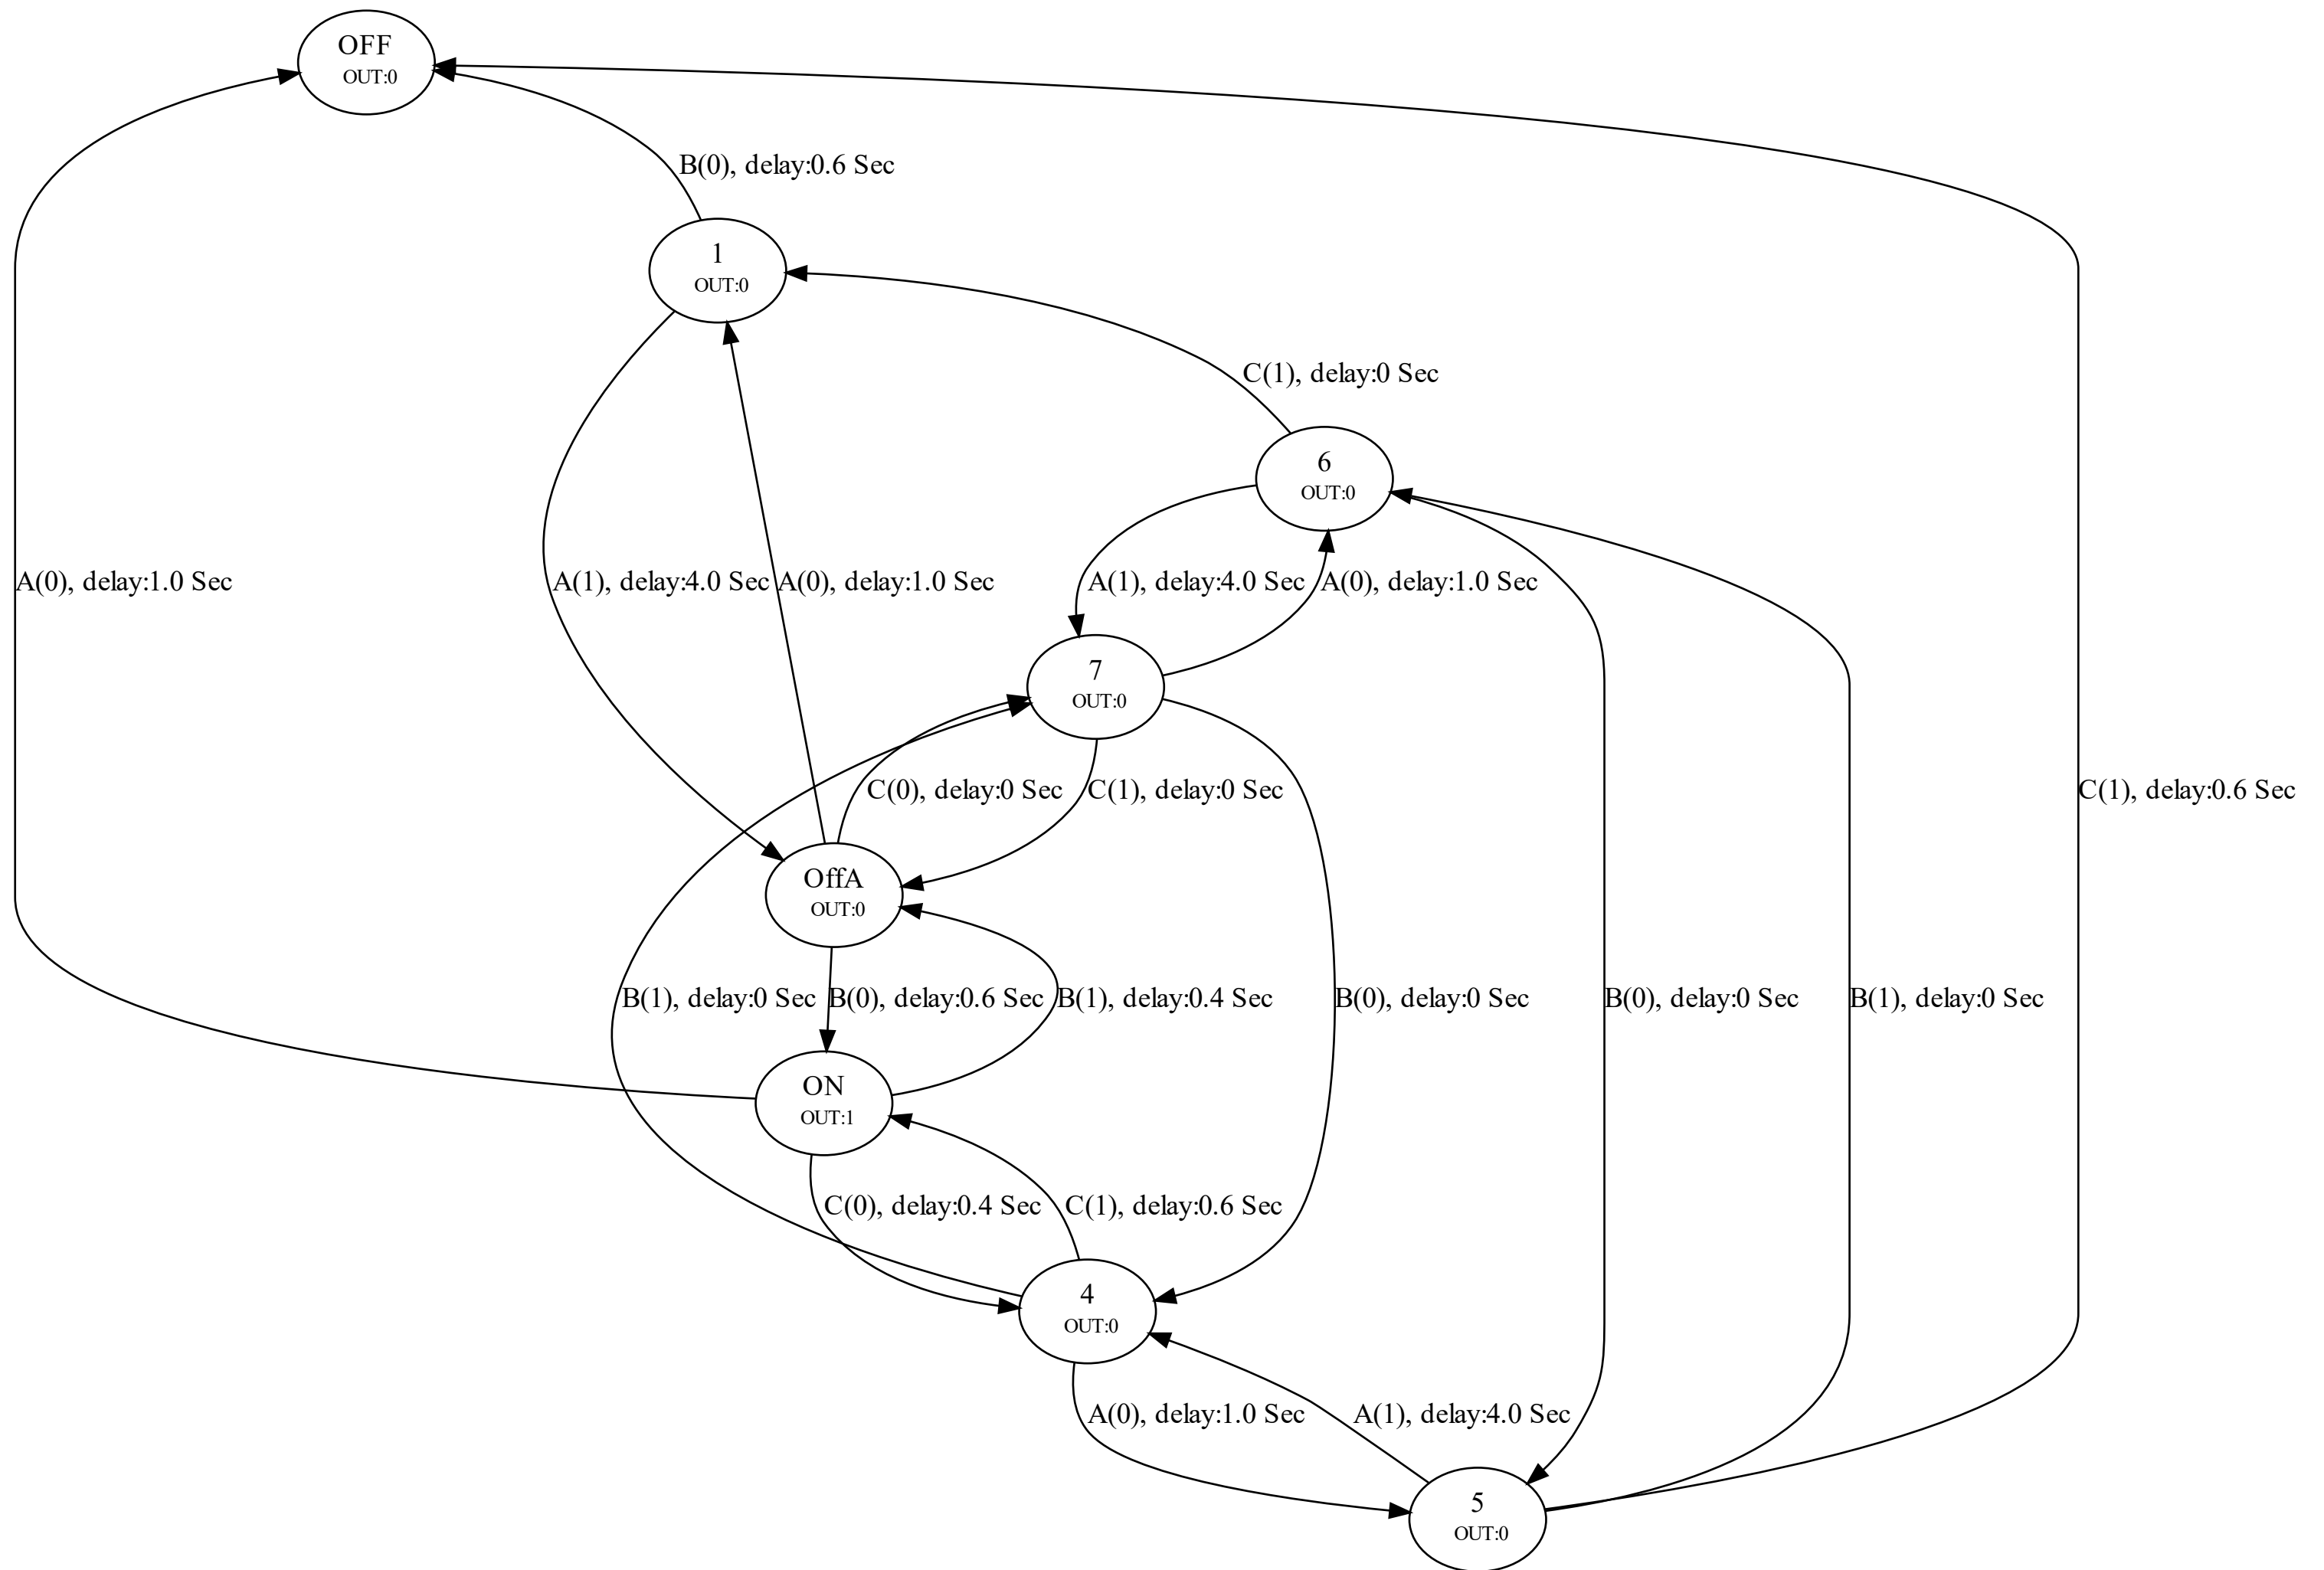 OFF
OUT:0
B(0), delay:0.6 Sec
1
OUT:0
C(1), delay:0 Sec
6
OUT:0
A(0), delay:1.0 Sec
A(1), delay:4.0 Sec
A(0), delay:1.0 Sec
A(1), delay:4.0 Sec
A(0), delay:1.0 Sec
7
OUT:0
C(0), delay:0 Sec
C(1), delay:0 Sec
C(1), delay:0.6 Sec
OffA
OUT:0
B(1), delay:0 Sec
B(0), delay:0.6 Sec
B(1), delay:0.4 Sec
B(0), delay:0 Sec
B(0), delay:0 Sec
B(1), delay:0 Sec
ON
OUT:1
C(0), delay:0.4 Sec
C(1), delay:0.6 Sec
4
OUT:0
A(0), delay:1.0 Sec
A(1), delay:4.0 Sec
5
OUT:0